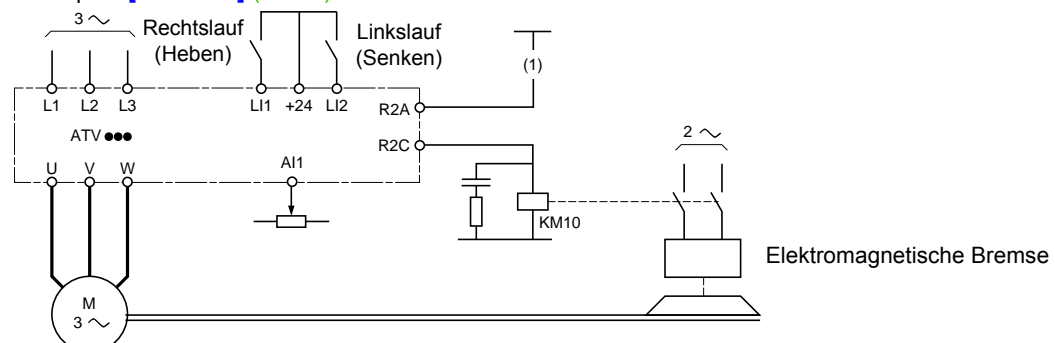 3
Rechtslauf
(Heben)
Linkslauf
(Senken)
(1)
L1 L2 L3
LI1 +24 LI2
R2A
ATV
R2C
2
U V W
AI1
KM10
Elektromagnetische Bremse
M
3